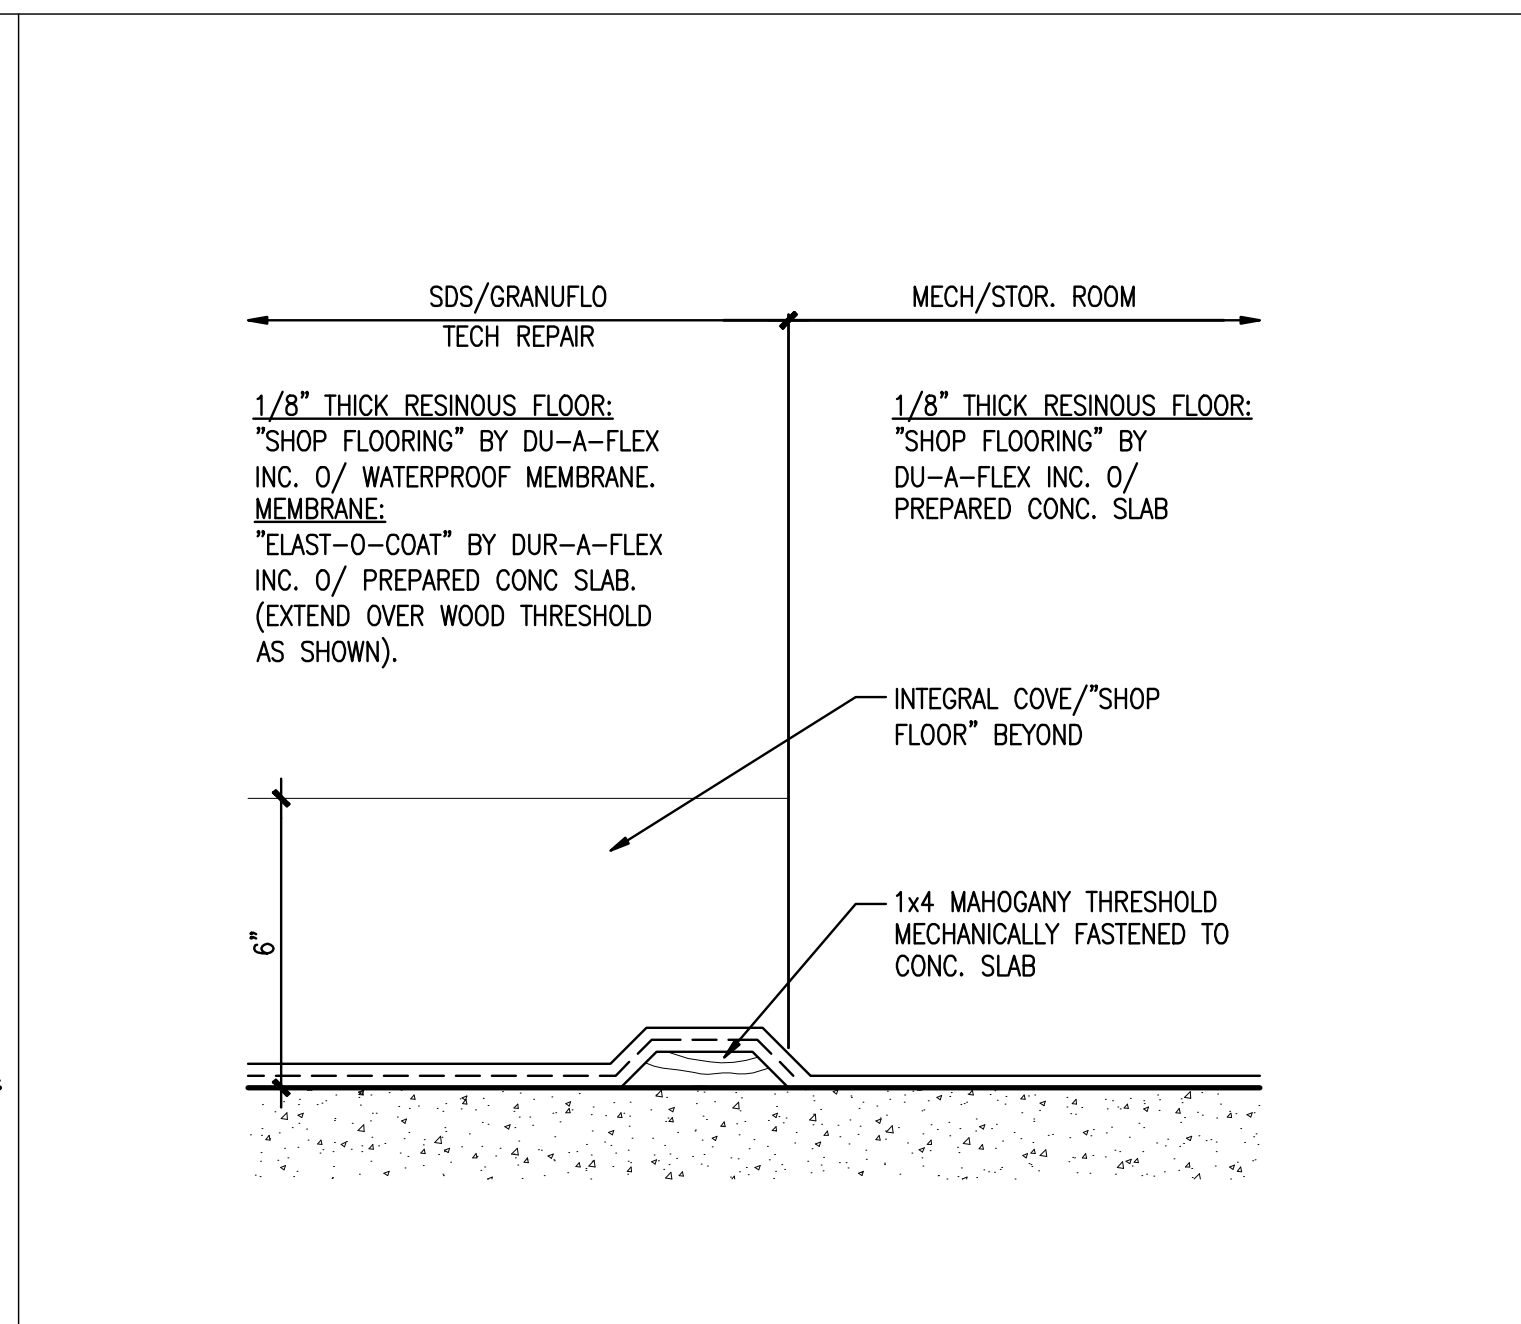 SDS/GRANUFLO
TECH REPAIR
MECH/STOR. ROOM
1/8" THICK RESINOUS FLOOR:
"SHOP FLOORING" BY DU-A-FLEX
INC. O/ WATERPROOF MEMBRANE.
MEMBRANE:
"ELAST-O-COAT" BY DUR-A-FLEX
INC. O/ PREPARED CONC SLAB.
(EXTEND OVER WOOD THRESHOLD
AS SHOWN).
1/8" THICK RESINOUS FLOOR:
"SHOP FLOORING" BY
DU-A-FLEX INC. O/
PREPARED CONC. SLAB
INTEGRAL COVE/"SHOP
FLOOR" BEYOND
1x4 MAHOGANY THRESHOLD
MECHANICALLY FASTENED TO
CONC. SLAB
6"